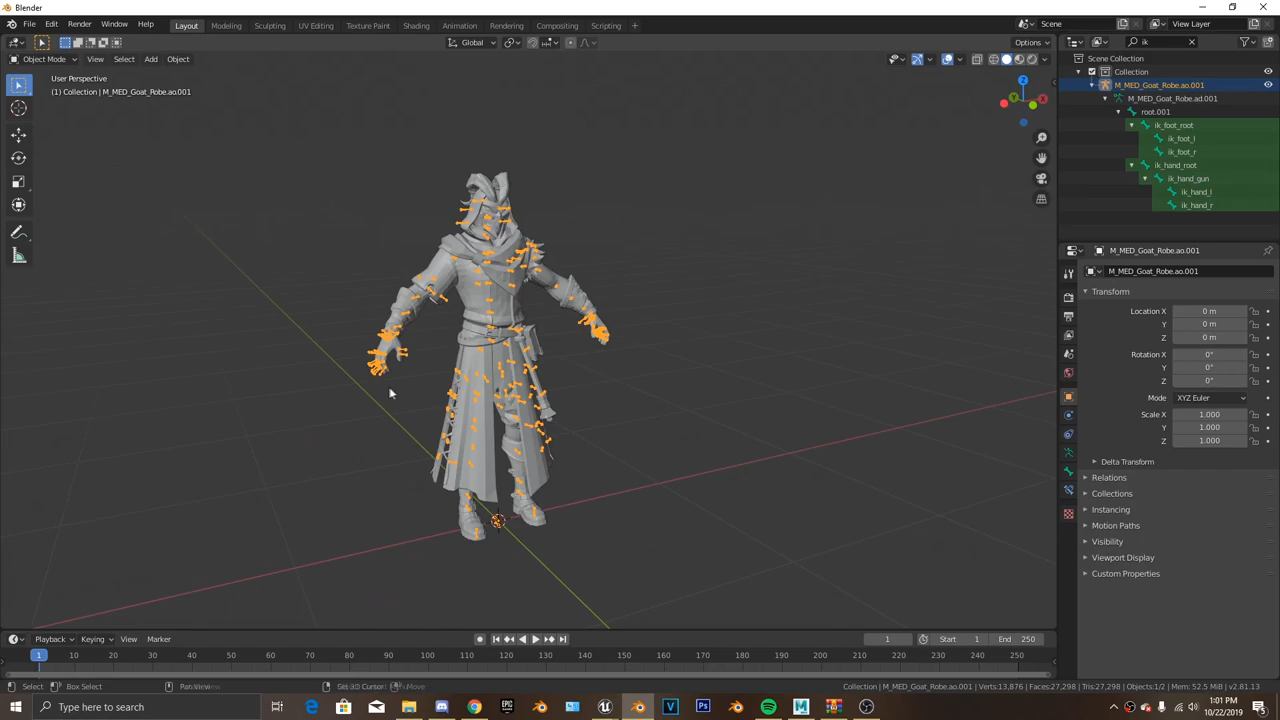 Blender
File Edit Render Window Help Layout Modeling Sculpting UV Editing Texture Paint Shading Animation Rendering Compositing Scripting + Scene View Layer
Global Options ik
Object Mode View Select Add Object Scene Collection
Collection
User Perspective
(1) Collection | M_MED_Goat_Robe.ao.001
M_MED_Goat_Robe.ao.001
M_MED_Goat_Robe.ad.001
root.001
ik_foot_root
ik_foot_l
ik_foot_r
ik_hand_root
ik_hand_gun
ik_hand_l
ik_hand_r
Z
Y X
M_MED_Goat_Robe.ao.001
M_MED_Goat_Robe.ao.001
Transform
Location X 0 m
Y 0 m
Z 0 m
Rotation X 0°
Y 0°
Z 0°
Mode XYZ Euler
Scale X 1.000
Y 1.000
Z 1.000
Delta Transform
Relations
Collections
Instancing
Motion Paths
Visibility
Viewport Display
Custom Properties
Playback Keying View Marker 1 Start 1 End 250
1 10 20 30 40 50 60 70 80 90 100 110 120 130 140 150 160 170 180 190 200 210 220 230 240 250
Select Box Select Collection | M_MED_Goat_Robe.ao.001 | Verts:13,876 | Faces:27,298 | Tris:27,298 | Objects:1/2 | Mem: 52.5 MiB | v2.81.13
Type here to search 1:01 PM
10/22/2019